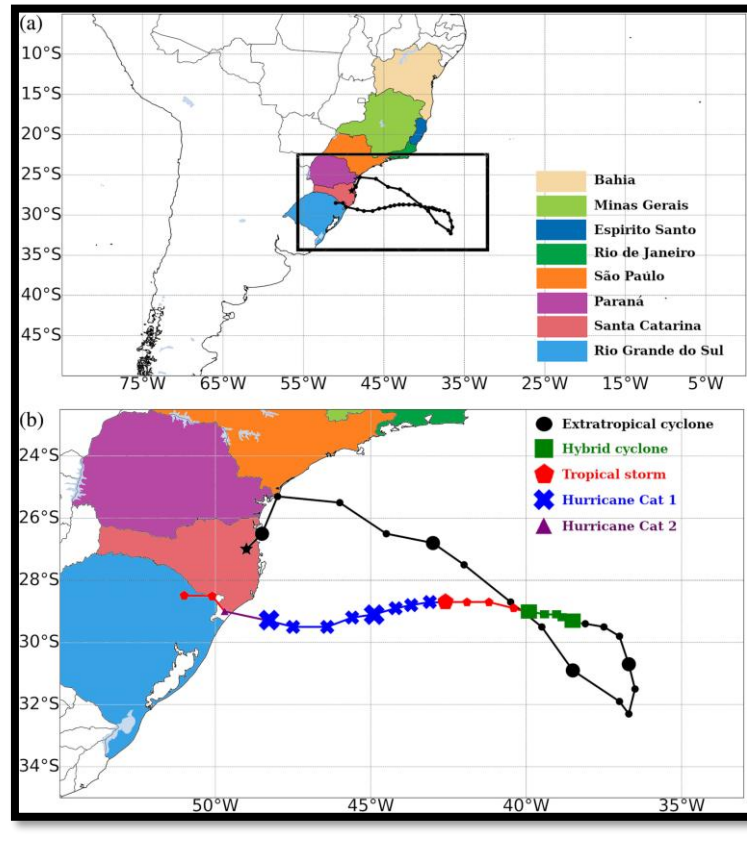 (a)
10°S
15°S
20°S
25°S
30°S
35°S
40°S
45°S
75°W 65°W 55°W 45°W 35°W 25°W 15°W 5°W 0°
Bahia
Minas Gerais
Espirito Santo
Rio de Janeiro
São Paulo
Paraná
Santa Catarina
Rio Grande do Sul
(b)
24°S
26°S
28°S
30°S
32°S
34°S
50°W 45°W 40°W 35°W
Extratropical cyclone
Hybrid cyclone
Tropical storm
Hurricane Cat 1
Hurricane Cat 2